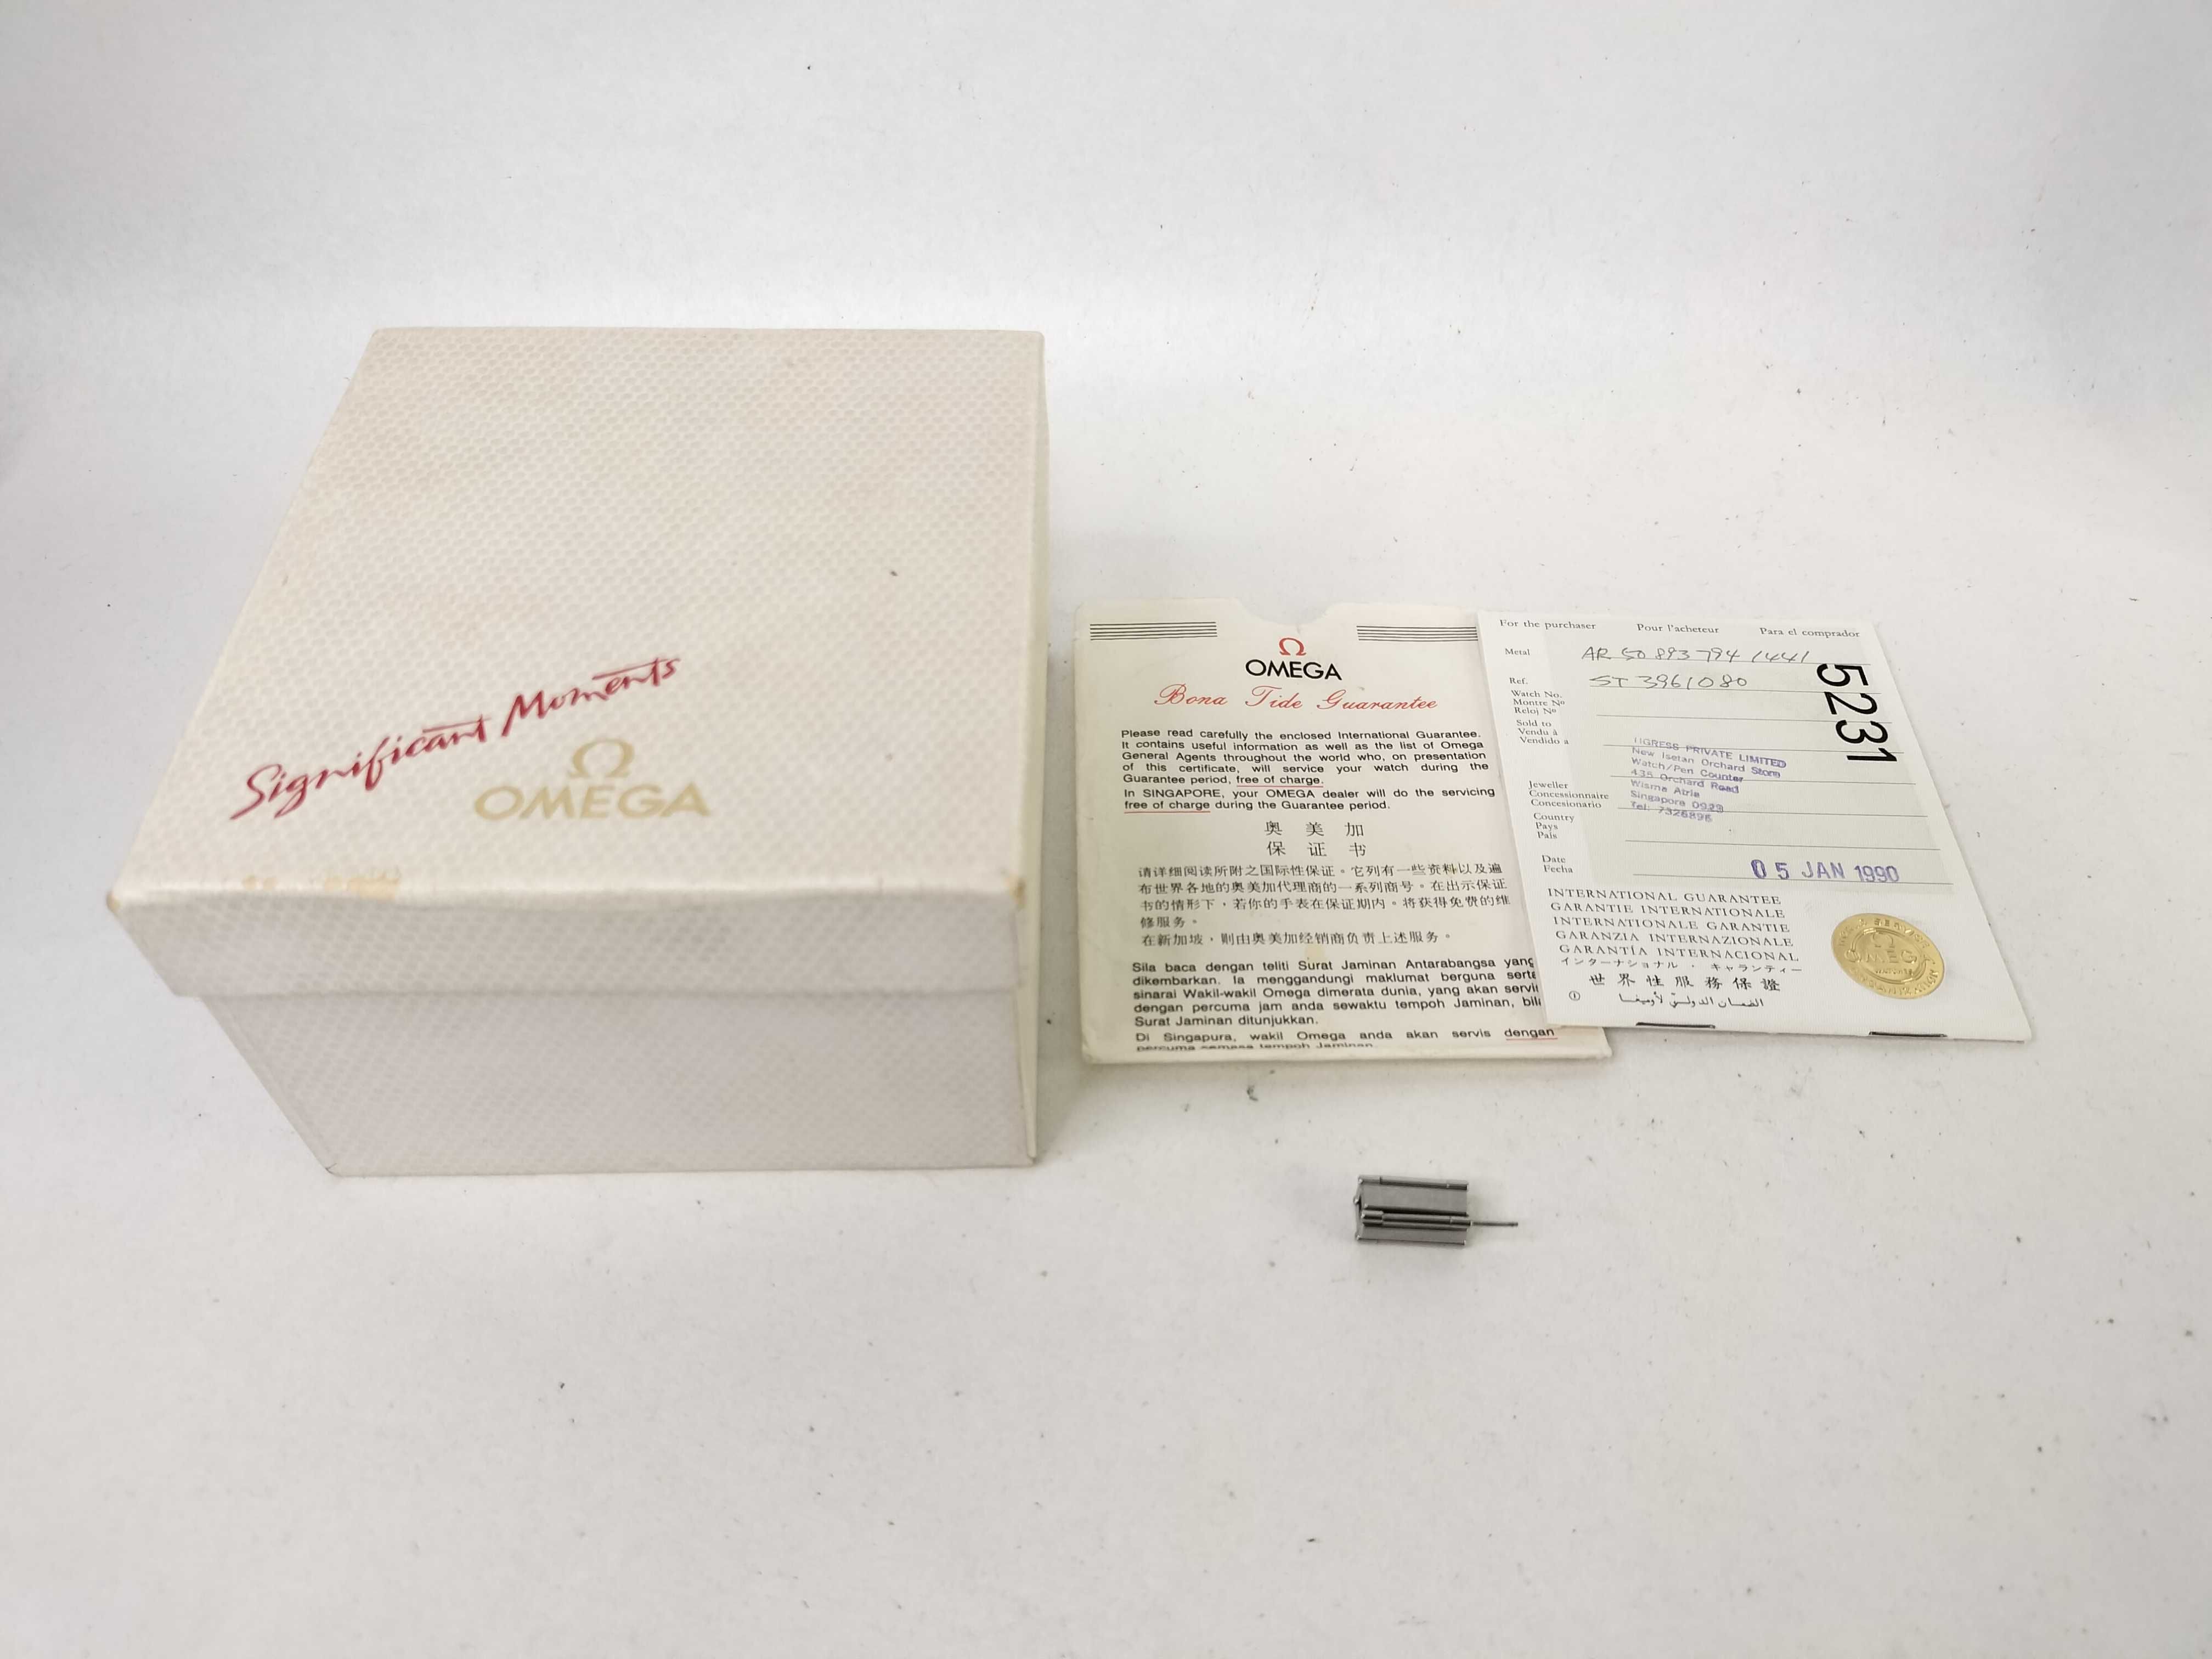 Significant Moments
Ω
OMEGA
Ω
OMEGA
Bona Fide Guarantee
Please read carefully the enclosed International Guarantee.
It contains useful information as well as the list of Omega
General Agents throughout the world who, on presentation
of this certificate, will service your watch during the
Guarantee period, free of charge.
In SINGAPORE, your OMEGA dealer will do the servicing
free of charge during the Guarantee period.
奥 美 加
保 证 书
请详细阅读所附之国际性保证。它列有一些资料以及遍
布世界各地的奥美加代理商的一系列商号。在出示保证
书的情形下,若你的手表在保证期内。将获得免费的维
修服务。
在新加坡,则由奥美加经销商负责上述服务。
Sila baca dengan teliti Surat Jaminan Antarabangsa yang
dikembarkan. Ia menggandungi maklumat berguna serta
sinarai Wakil-wakil Omega dimerata dunia, yang akan servis
dengan percuma jam anda sewaktu tempoh Jaminan, bila
Surat Jaminan ditunjukkan.
Di Singapura, wakil Omega anda akan servis dengan
percuma semasa tempoh Jaminan.
For the purchaser Pour l'acheteur Para el comprador
Metal AR 50 893 794 1441
Ref. ST 3961080
Watch No.
Montre Nº
Reloj Nº
Sold to
Vendu à
Vendido a
PRIVATE LIMITED
New Isetan Orchard Store
Watch/Pen Counter
435 Orchard Road
Wisma Atria
Singapore 0923
Tel: 7326896
Jeweller
Concessionnaire
Concesionario
Country
Pays
País
Date
Fecha
05 JAN 1990
5231
INTERNATIONAL GUARANTEE
GARANTIE INTERNATIONALE
INTERNATIONALE GARANTIE
GARANZIA INTERNAZIONALE
GARANTÍA INTERNACIONAL
インターナショナル・ギャランティー
世界性服務保證
الضمان الدولي لأوميغا